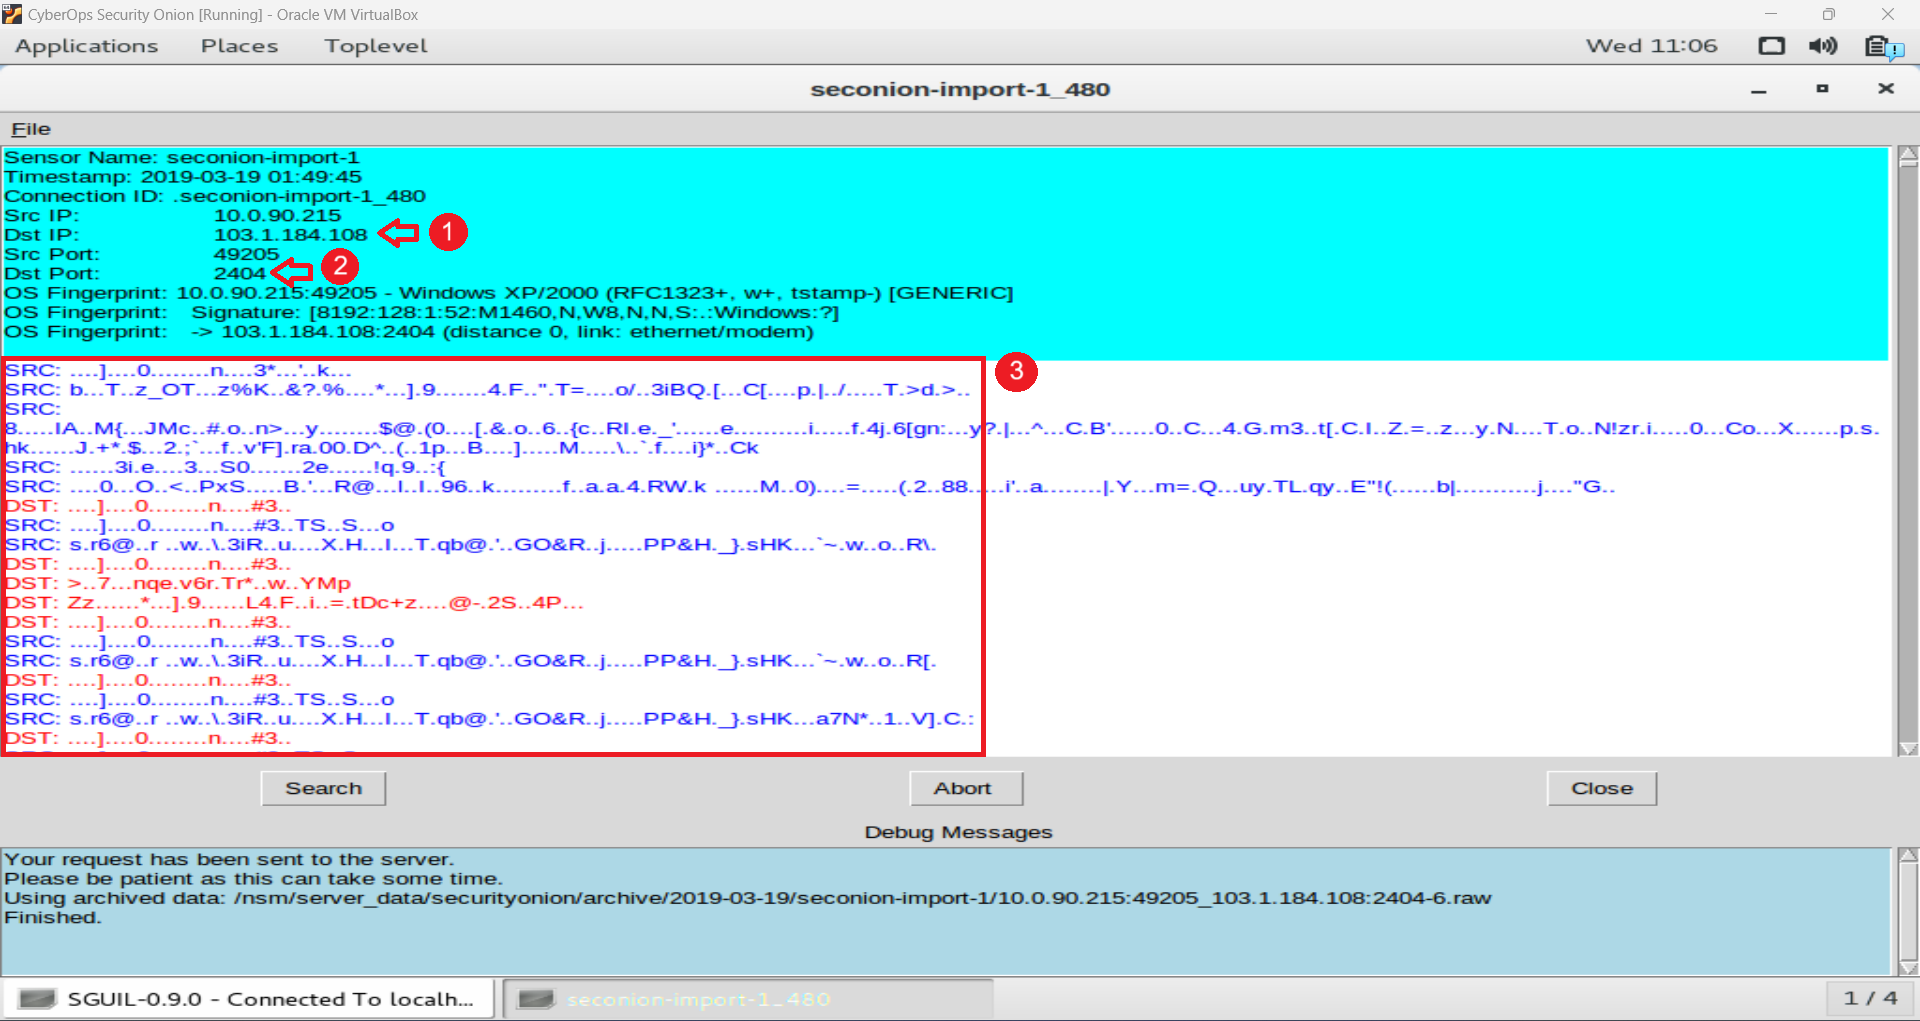 CyberOps Security Onion [Running] - Oracle VM VirtualBox
Applications Places Toplevel Wed 11:06
seconion-import-1_480
File
Sensor Name: seconion-import-1
Timestamp: 2019-03-19 01:49:45
Connection ID: .seconion-import-1_480
Src IP: 10.0.90.215
Dst IP: 103.1.184.108 1
Src Port: 49205
Dst Port: 2404 2
OS Fingerprint: 10.0.90.215:49205 - Windows XP/2000 (RFC1323+, w+, tstamp-) [GENERIC]
OS Fingerprint: Signature: [8192:128:1:52:M1460,N,W8,N,N,S:.:Windows:?]
OS Fingerprint: -> 103.1.184.108:2404 (distance 0, link: ethernet/modem)
3
SRC: ....]....0........n....3*...'..k...
SRC: b...T..z_OT...z%K..&?.%....*...].9.......4.F..".T=....o/..3iBQ.[...C[....p.|../.....T.>d.>..
SRC:
8.....IA..M{...JMc..#.o..n>...y........$@.(0....[.&.o..6..{c..RI.e._'......e..........i.....f.4j.6[gn:...y?.|...^...C.B'......0..C...4.G.m3..t[.C.I..Z.=..z...y.N....T.o..N!zr.i.....0...Co...X......p.s.
hk......J.+*.$...2.;`...f..v'F].ra.00.D^..(..1p...B....].....M.....\..`.f....i}*..Ck
SRC: ......3i.e....3...S0.......2e......!q.9..:{
SRC: ....0...O..<..PxS.....B.'...R@...I..I..96..k.........f..a.a.4.RW.k ......M..0)....=.....(.2..88.....i'..a........|.Y...m=.Q...uy.TL.qy..E"!(......b|...........j...."G..
DST: ....]....0........n....#3..
SRC: ....]....0........n....#3..TS..S...o
SRC: s.r6@..r ..w..\.3iR..u....X.H...I...T.qb@.'..GO&R..j.....PP&H._}.sHK...`~.w..o..R\.
DST: ....]....0........n....#3..
DST: >..7...nqe.v6r.Tr*..w..YMp
DST: Zz......*...].9......L4.F..i..=.tDc+z....@-.2S..4P...
DST: ....]....0........n....#3..
SRC: ....]....0........n....#3..TS..S...o
SRC: s.r6@..r ..w..\.3iR..u....X.H...I...T.qb@.'..GO&R..j.....PP&H._}.sHK...`~.w..o..R[.
DST: ....]....0........n....#3..
SRC: ....]....0........n....#3..TS..S...o
SRC: s.r6@..r ..w..\.3iR..u....X.H...I...T.qb@.'..GO&R..j.....PP&H._}.sHK...a7N*..1..V].C.:
DST: ....]....0........n....#3..
Search Abort Close
Debug Messages
Your request has been sent to the server.
Please be patient as this can take some time.
Using archived data: /nsm/server_data/securityonion/archive/2019-03-19/seconion-import-1/10.0.90.215:49205_103.1.184.108:2404-6.raw
Finished.
SGUIL-0.9.0 - Connected To localh... seconion-import-1_480 1 / 4